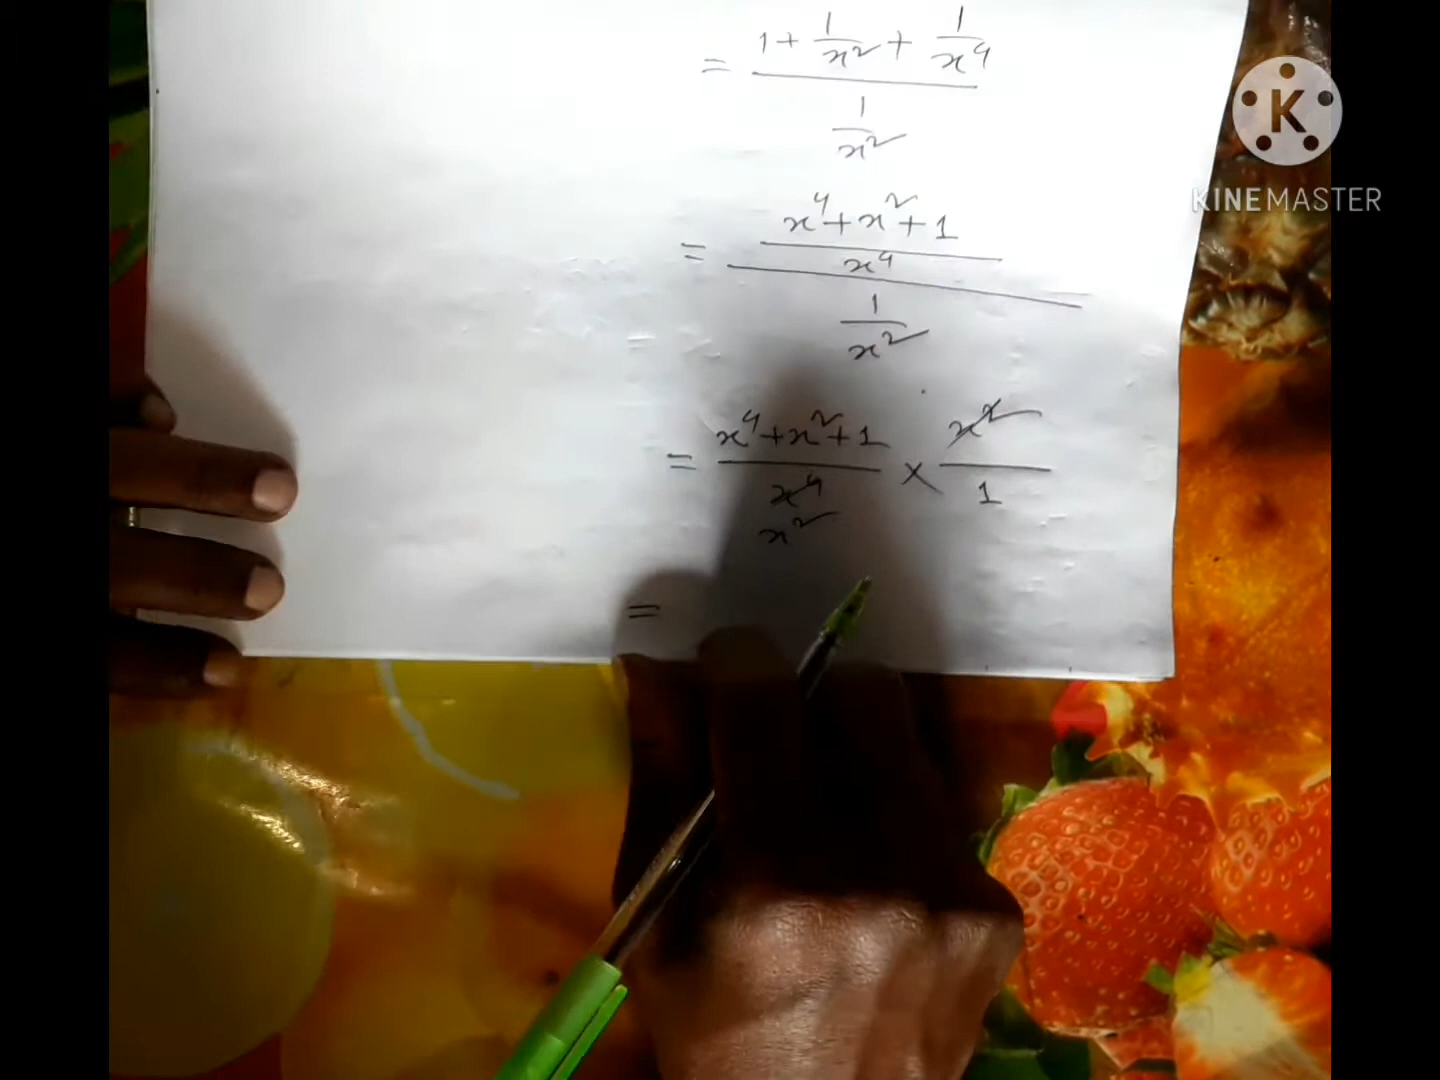 = (1 + 1/x² + 1/x⁴) / (1/x²)
K
KINEMASTER
= ((x⁴ + x² + 1) / x⁴) / (1/x²)
= (x⁴ + x² + 1) / x⁴ × x² / 1
x²
=